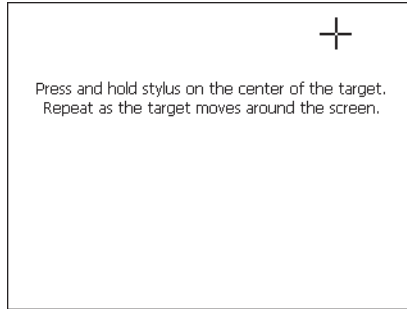 Press and hold stylus on the center of the target.
Repeat as the target moves around the screen.